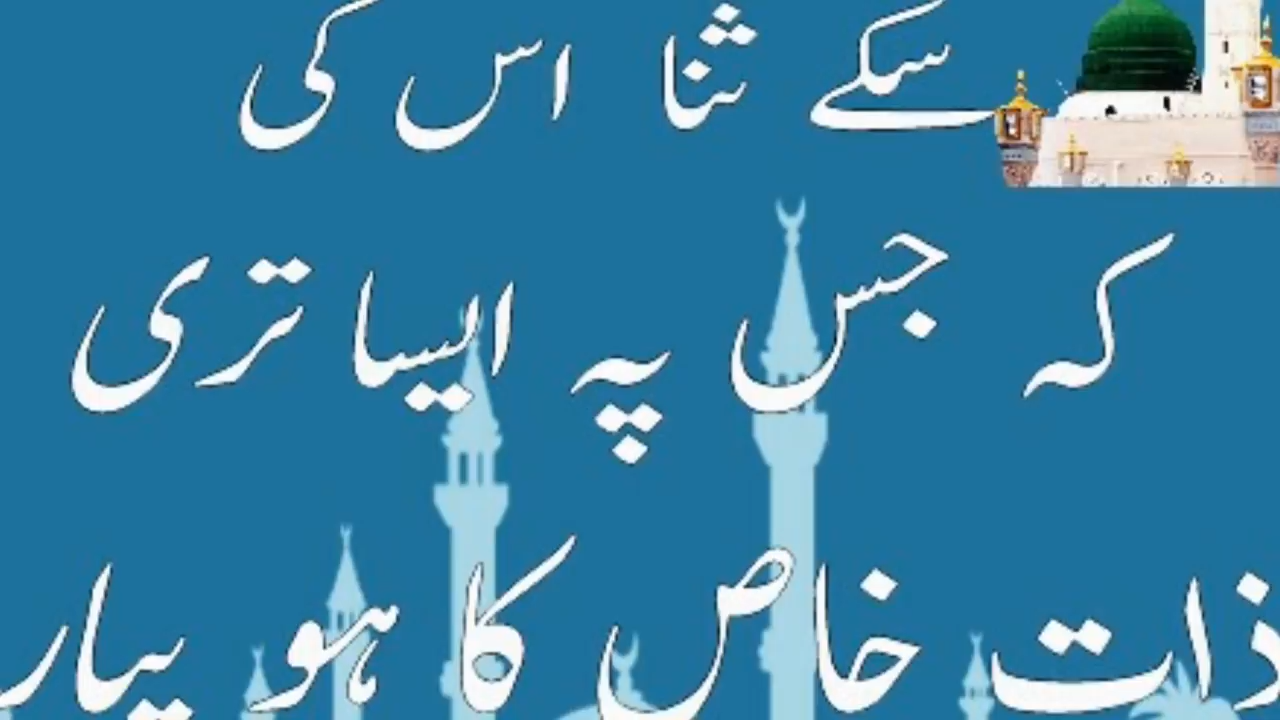 سکے ثنا اس کی
کہ جس پہ ایسا تری
ذات خاص کا ہو پیار